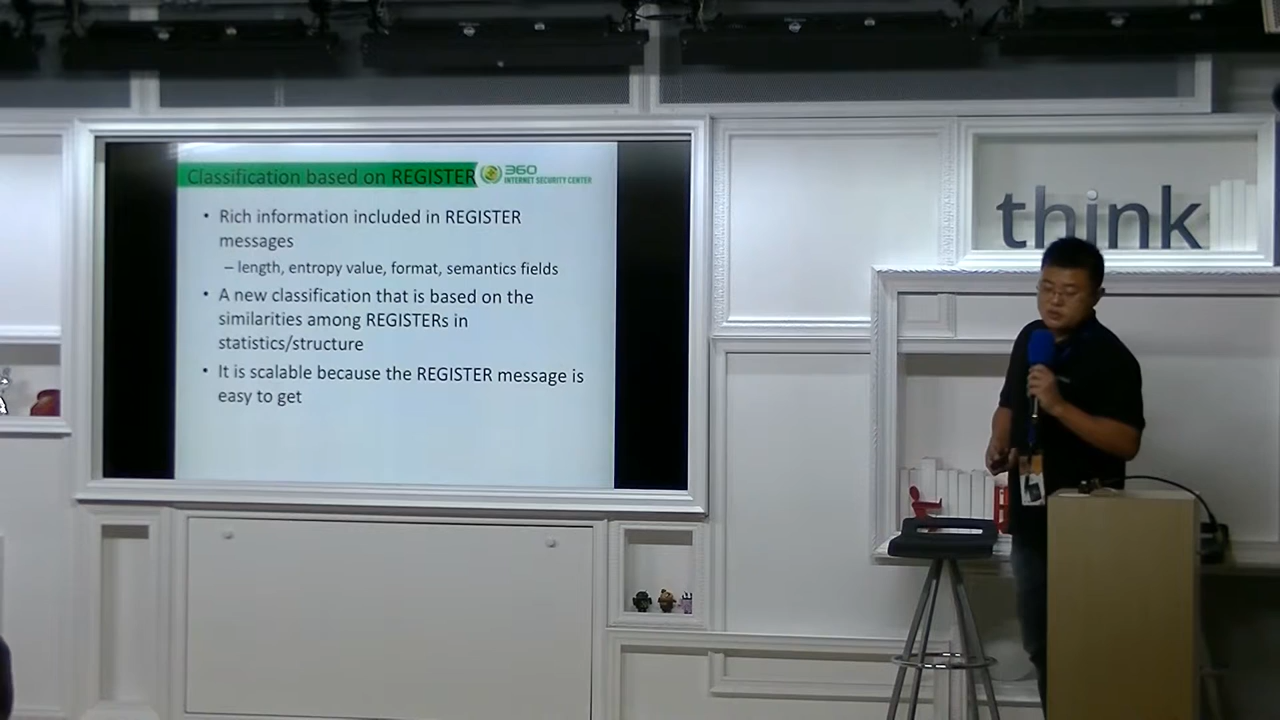 Classification based on REGISTER
360
INTERNET SECURITY CENTER
• Rich information included in REGISTER
messages
– length, entropy value, format, semantics fields
• A new classification that is based on the
similarities among REGISTERs in
statistics/structure
• It is scalable because the REGISTER message is
easy to get
think